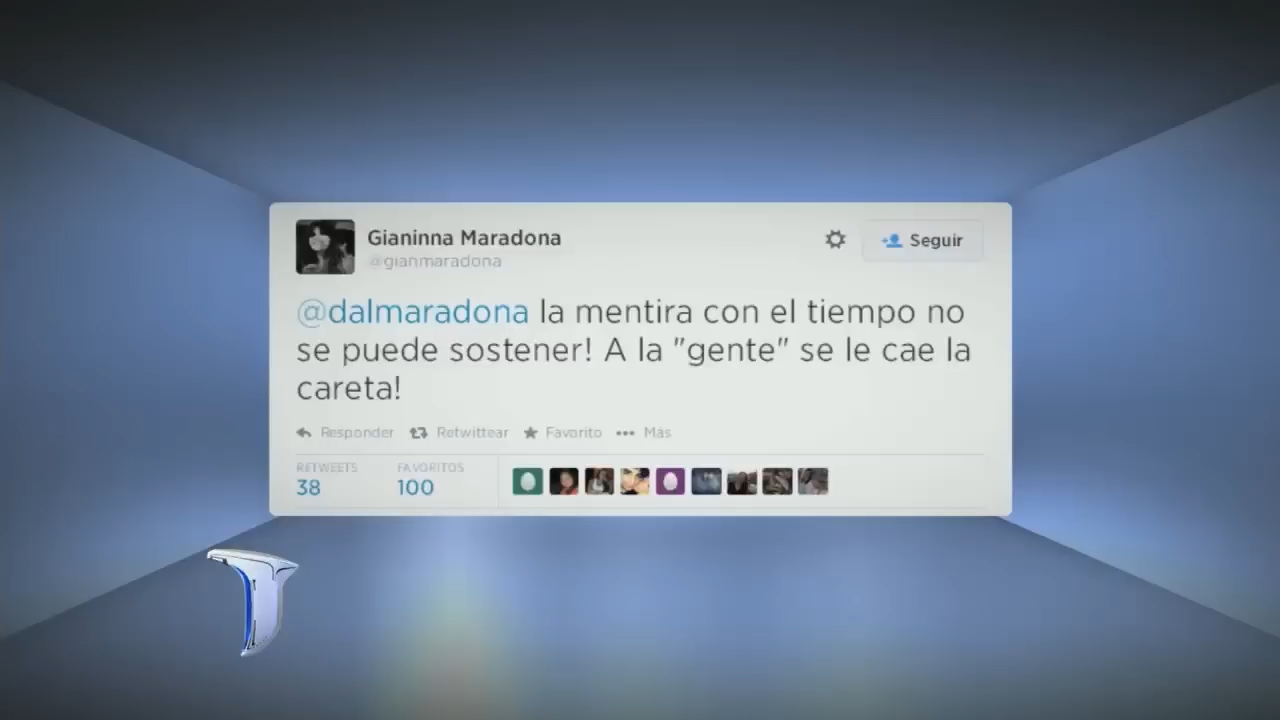 Gianinna Maradona
@gianmaradona
Seguir
@dalmaradona la mentira con el tiempo no
se puede sostener! A la "gente" se le cae la
careta!
Responder Retwittear Favorito Más
RETWEETS FAVORITOS
38 100